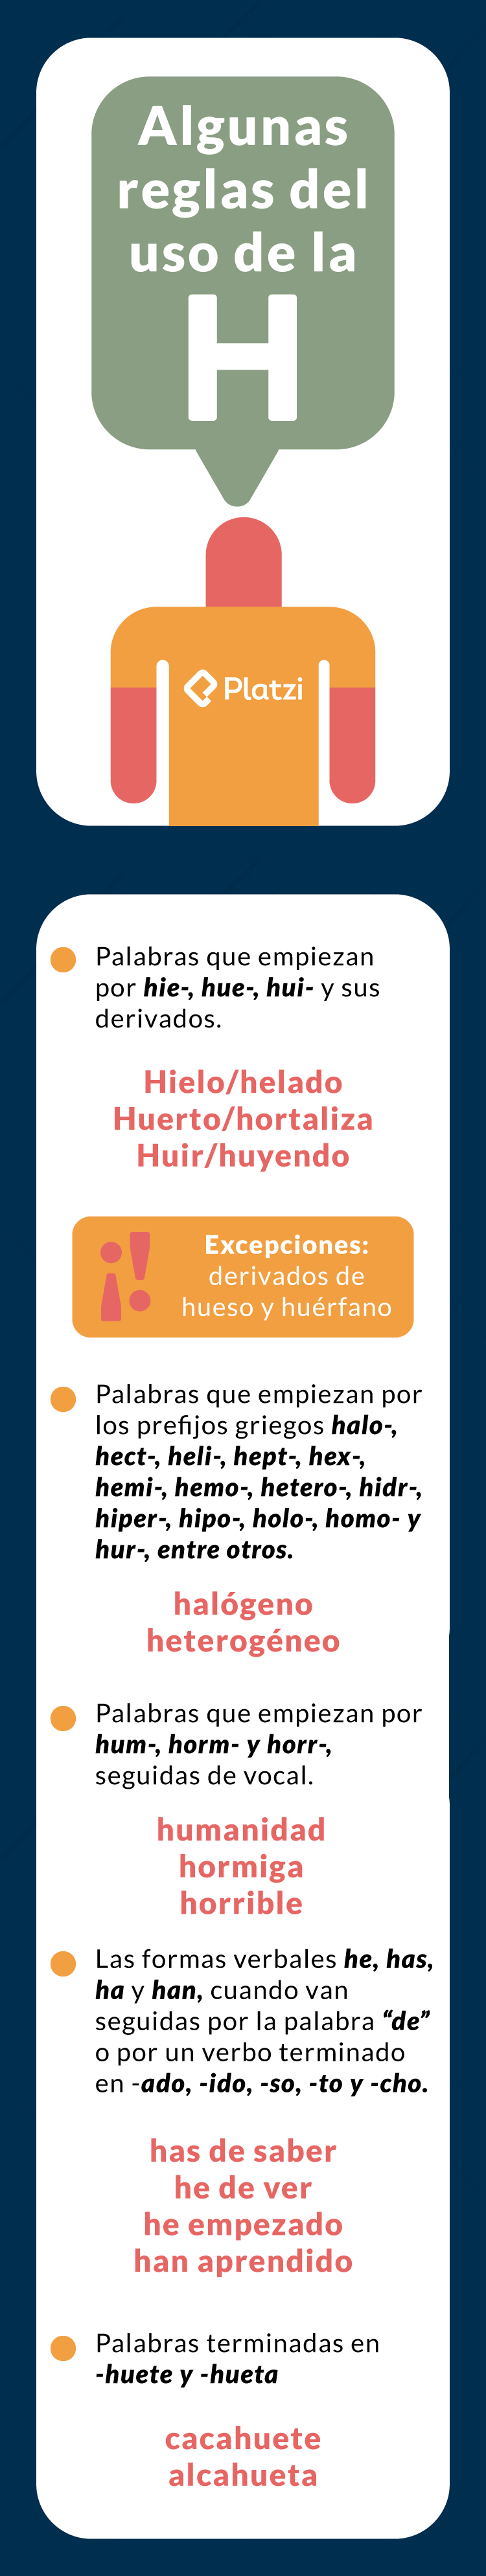 Algunas
reglas del
uso de la
H
Platzi
Palabras que empiezan
por hie-, hue-, hui- y sus
derivados.
Hielo/helado
Huerto/hortaliza
Huir/huyendo
¡!
Excepciones:
derivados de
hueso y huérfano
Palabras que empiezan por
los prefijos griegos halo-,
hect-, heli-, hept-, hex-,
hemi-, hemo-, hetero-, hidr-,
hiper-, hipo-, holo-, homo- y
hur-, entre otros.
halógeno
heterogéneo
Palabras que empiezan por
hum-, horm- y horr-,
seguidas de vocal.
humanidad
hormiga
horrible
Las formas verbales he, has,
ha y han, cuando van
seguidas por la palabra “de”
o por un verbo terminado
en -ado, -ido, -so, -to y -cho.
has de saber
he de ver
he empezado
han aprendido
Palabras terminadas en
-huete y -hueta
cacahuete
alcahueta